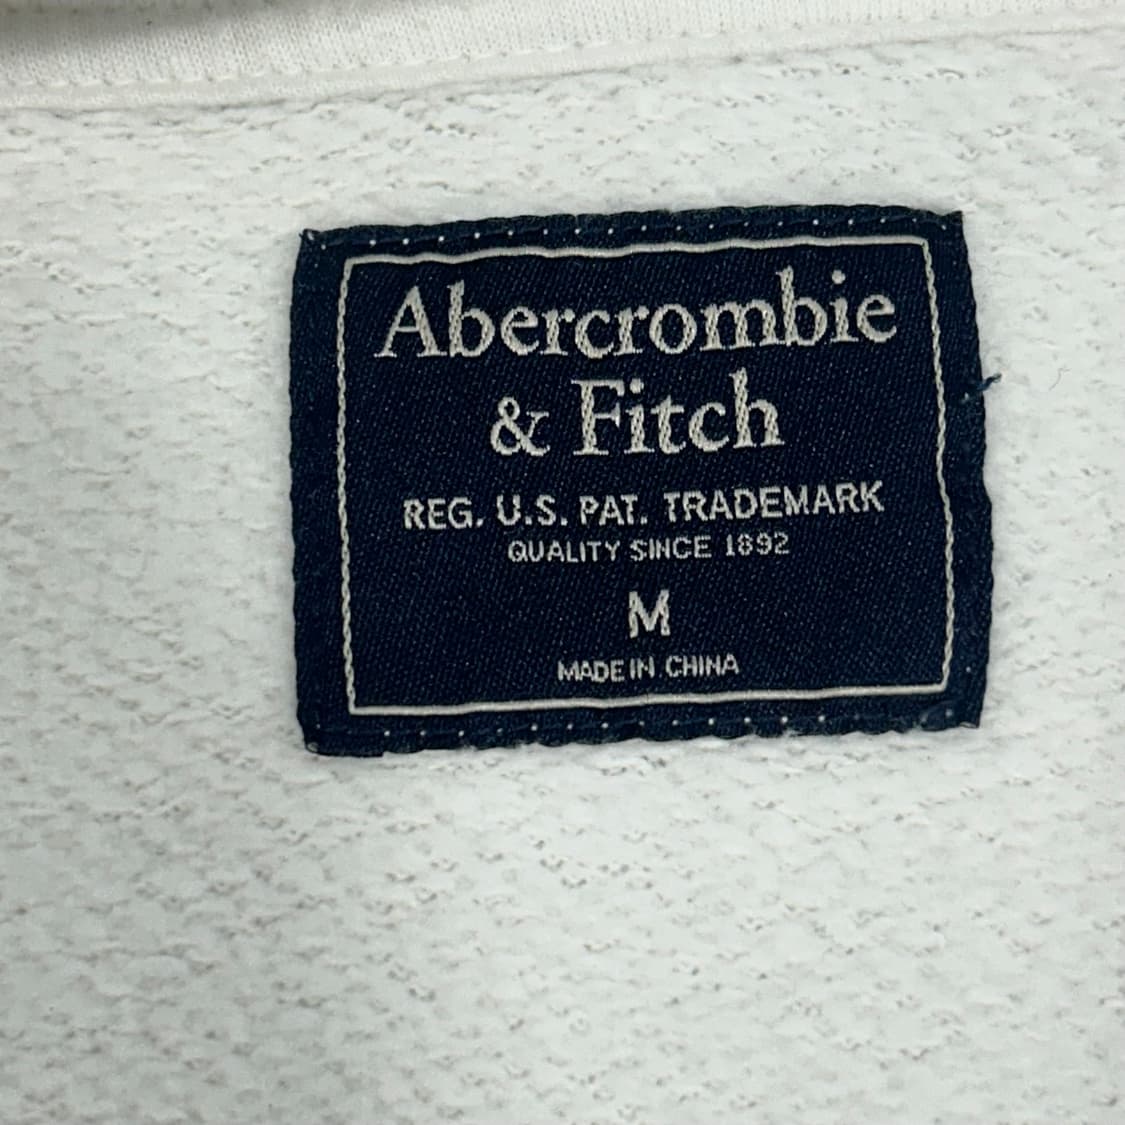 Abercrombie
& Fitch
REG. U.S. PAT. TRADEMARK
QUALITY SINCE 1892
M
MADE IN CHINA